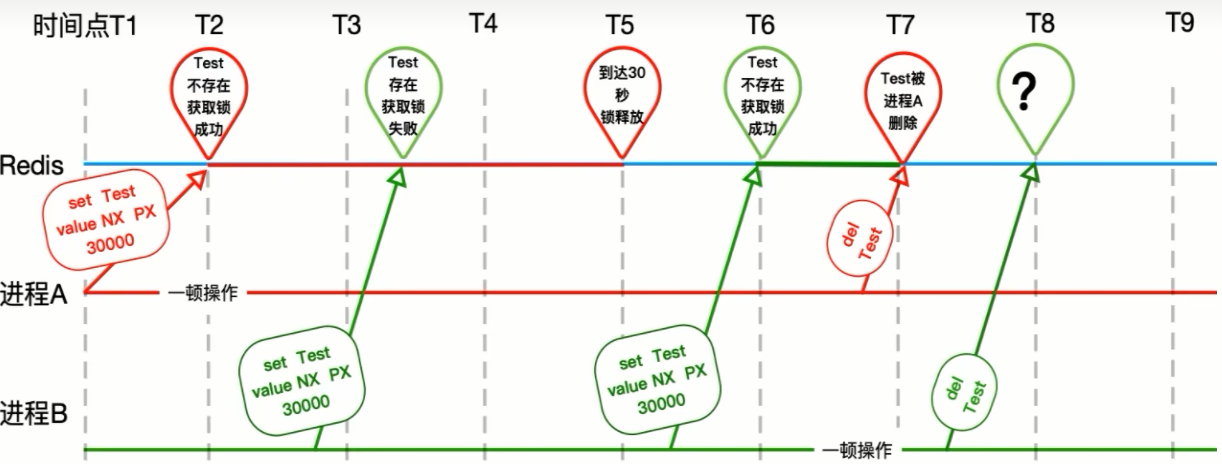 时间点T1 T2 T3 T4 T5 T6 T7 T8 T9
Test
不存在
获取锁
成功
Test
存在
获取锁
失败
到达30
秒
锁释放
Test
不存在
获取锁
成功
Test被
进程A
删除
?
Redis
set Test
value NX PX
30000
del
Test
进程A
一顿操作
set Test
value NX PX
30000
set Test
value NX PX
30000
del
Test
进程B
一顿操作